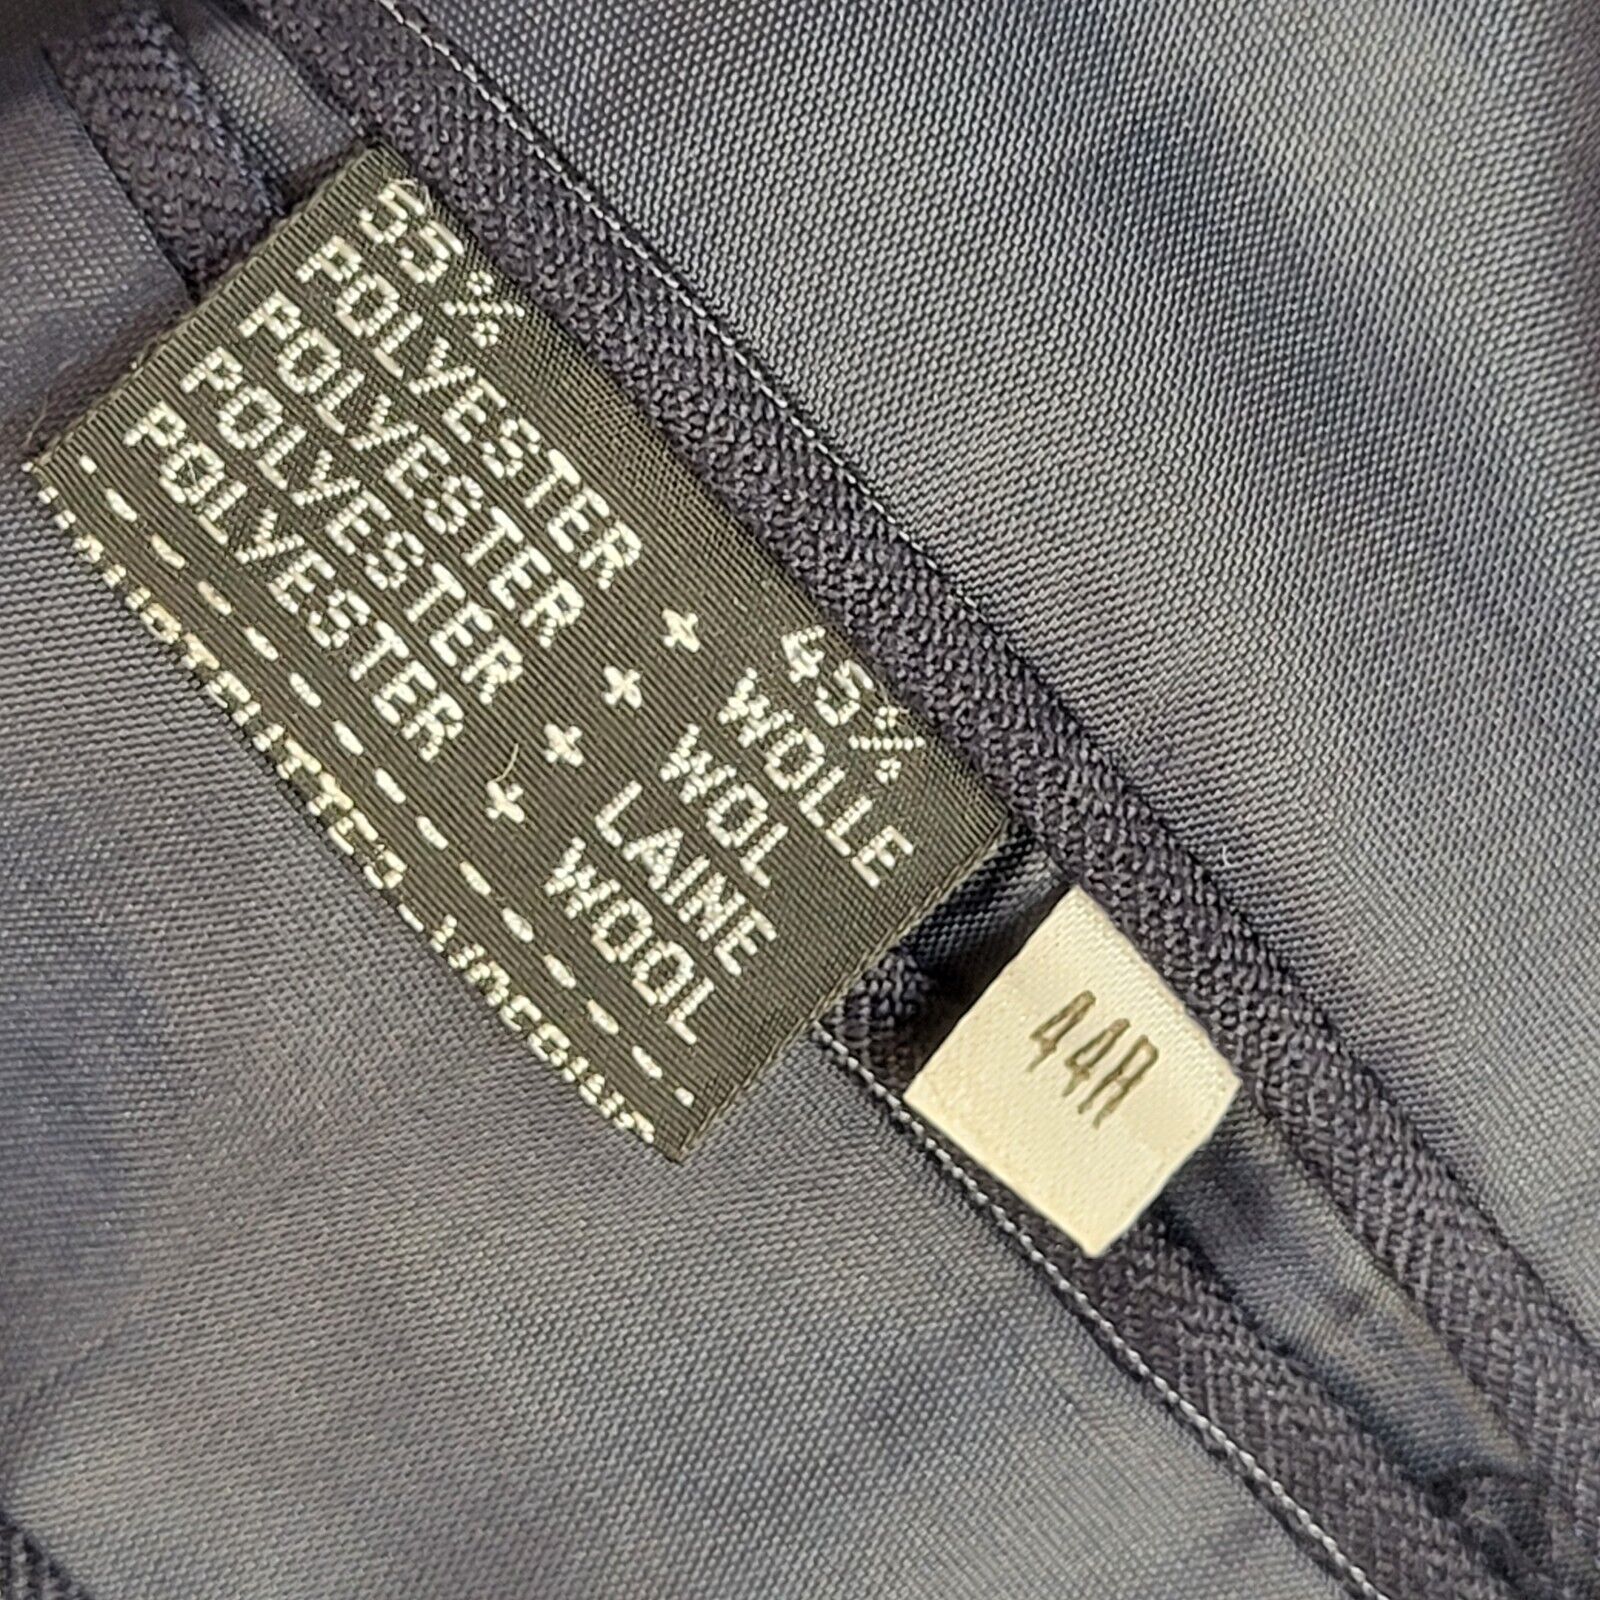 55% 45%
POLYESTER + WOLLE
POLYESTER + WOL
POLYESTER + LAINE
POLYESTER + WOOL
44R